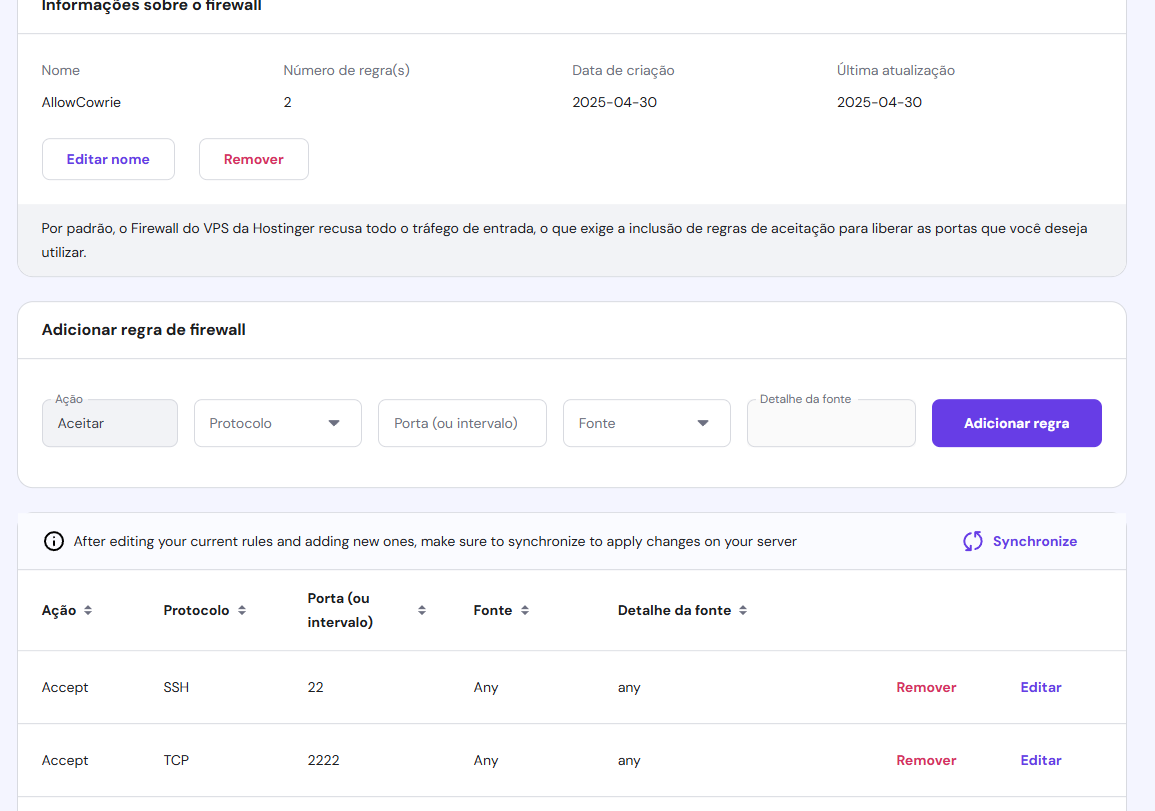 Informações sobre o firewall
Nome
Número de regra(s)
Data de criação
Última atualização
AllowCowrie
2
2025-04-30
2025-04-30
Editar nome
Remover
Por padrão, o Firewall do VPS da Hostinger recusa todo o tráfego de entrada, o que exige a inclusão de regras de aceitação para liberar as portas que você deseja
utilizar.
Adicionar regra de firewall
Ação
Aceitar
Protocolo
Porta (ou intervalo)
Fonte
Detalhe da fonte
Adicionar regra
After editing your current rules and adding new ones, make sure to synchronize to apply changes on your server
Synchronize
Ação
Protocolo
Porta (ou
intervalo)
Fonte
Detalhe da fonte
Accept
SSH
22
Any
any
Remover
Editar
Accept
TCP
2222
Any
any
Remover
Editar